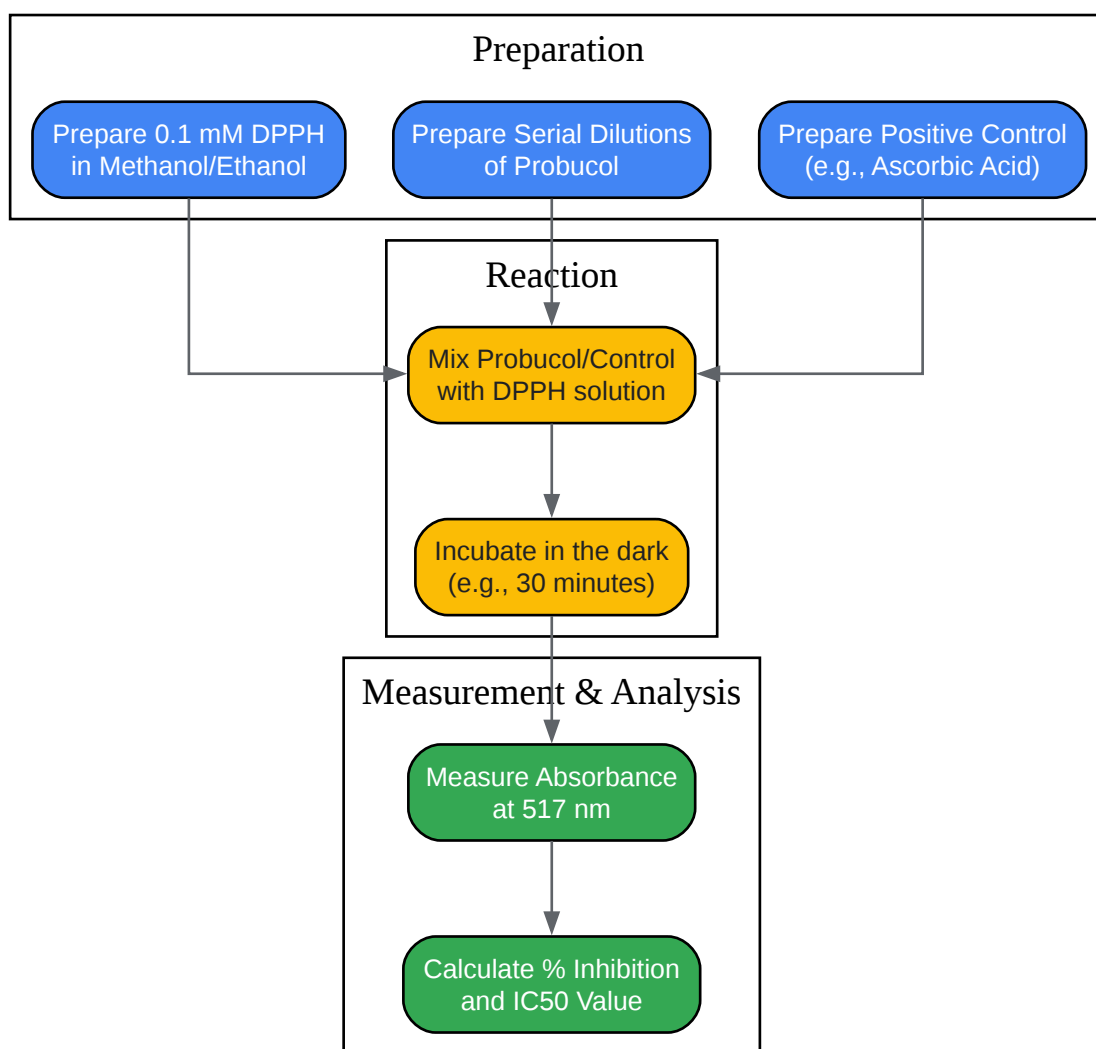 Preparation
Prepare 0.1 mM DPPH
in Methanol/Ethanol
Prepare Serial Dilutions
of Probucol
Prepare Positive Control
(e.g., Ascorbic Acid)
Reaction
Mix Probucol/Control
with DPPH solution
Incubate in the dark
(e.g., 30 minutes)
Measurement & Analysis
Measure Absorbance
at 517 nm
Calculate % Inhibition
and IC50 Value